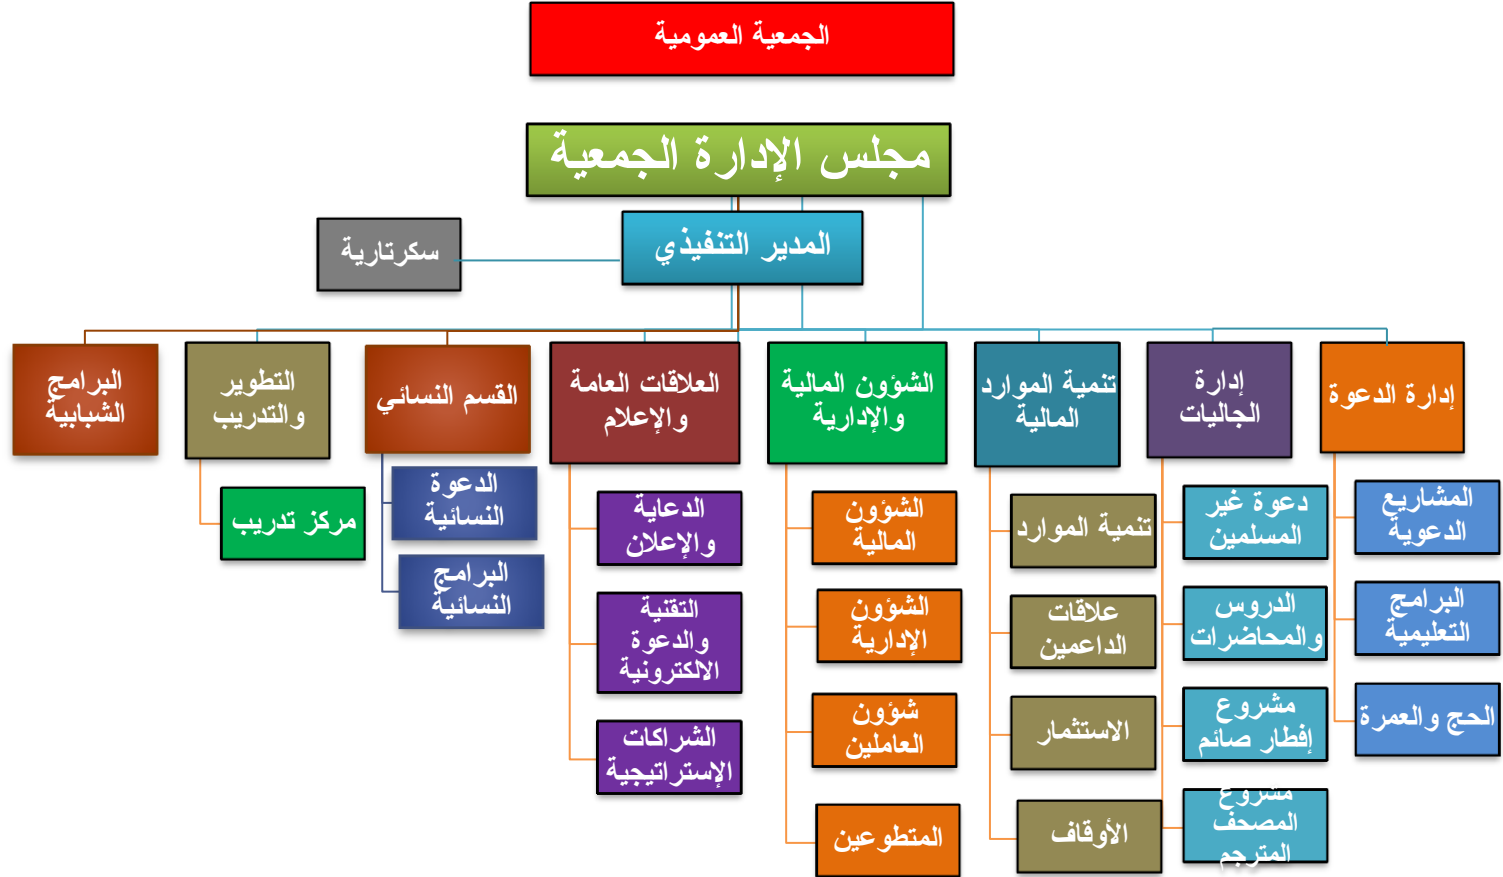 الجمعية العمومية
مجلس الإدارة الجمعية
المدير التنفيذي
سكرتارية
إدارة الدعوة
إدارة
الجاليات
تنمية الموارد
المالية
الشؤون المالية
والإدارية
العلاقات العامة
والإعلام
القسم النسائي
التطوير
والتدريب
البرامج
الشبابية
المشاريع
الدعوية
البرامج
التعليمية
الحج والعمرة
دعوة غير
المسلمين
الدروس
والمحاضرات
مشروع
إفطار صائم
مشروع
المصحف
المترجم
تنمية الموارد
علاقات
الداعمين
الاستثمار
الأوقاف
الشؤون
المالية
الشؤون
الإدارية
شؤون
العاملين
المتطوعين
الدعاية
والإعلان
التقنية
والدعوة
الالكترونية
الشراكات
الإستراتيجية
الدعوة
النسائية
البرامج
النسائية
مركز تدريب